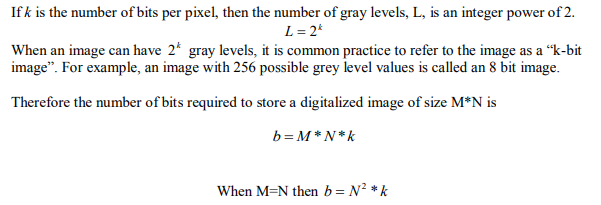 If k is the number of bits per pixel, then the number of gray levels, L, is an integer power of 2.
L = 2ᵏ
When an image can have 2ᵏ gray levels, it is common practice to refer to the image as a “k-bit
image”. For example, an image with 256 possible grey level values is called an 8 bit image.
Therefore the number of bits required to store a digitalized image of size M*N is
b = M * N * k
When M=N then b = N² * k